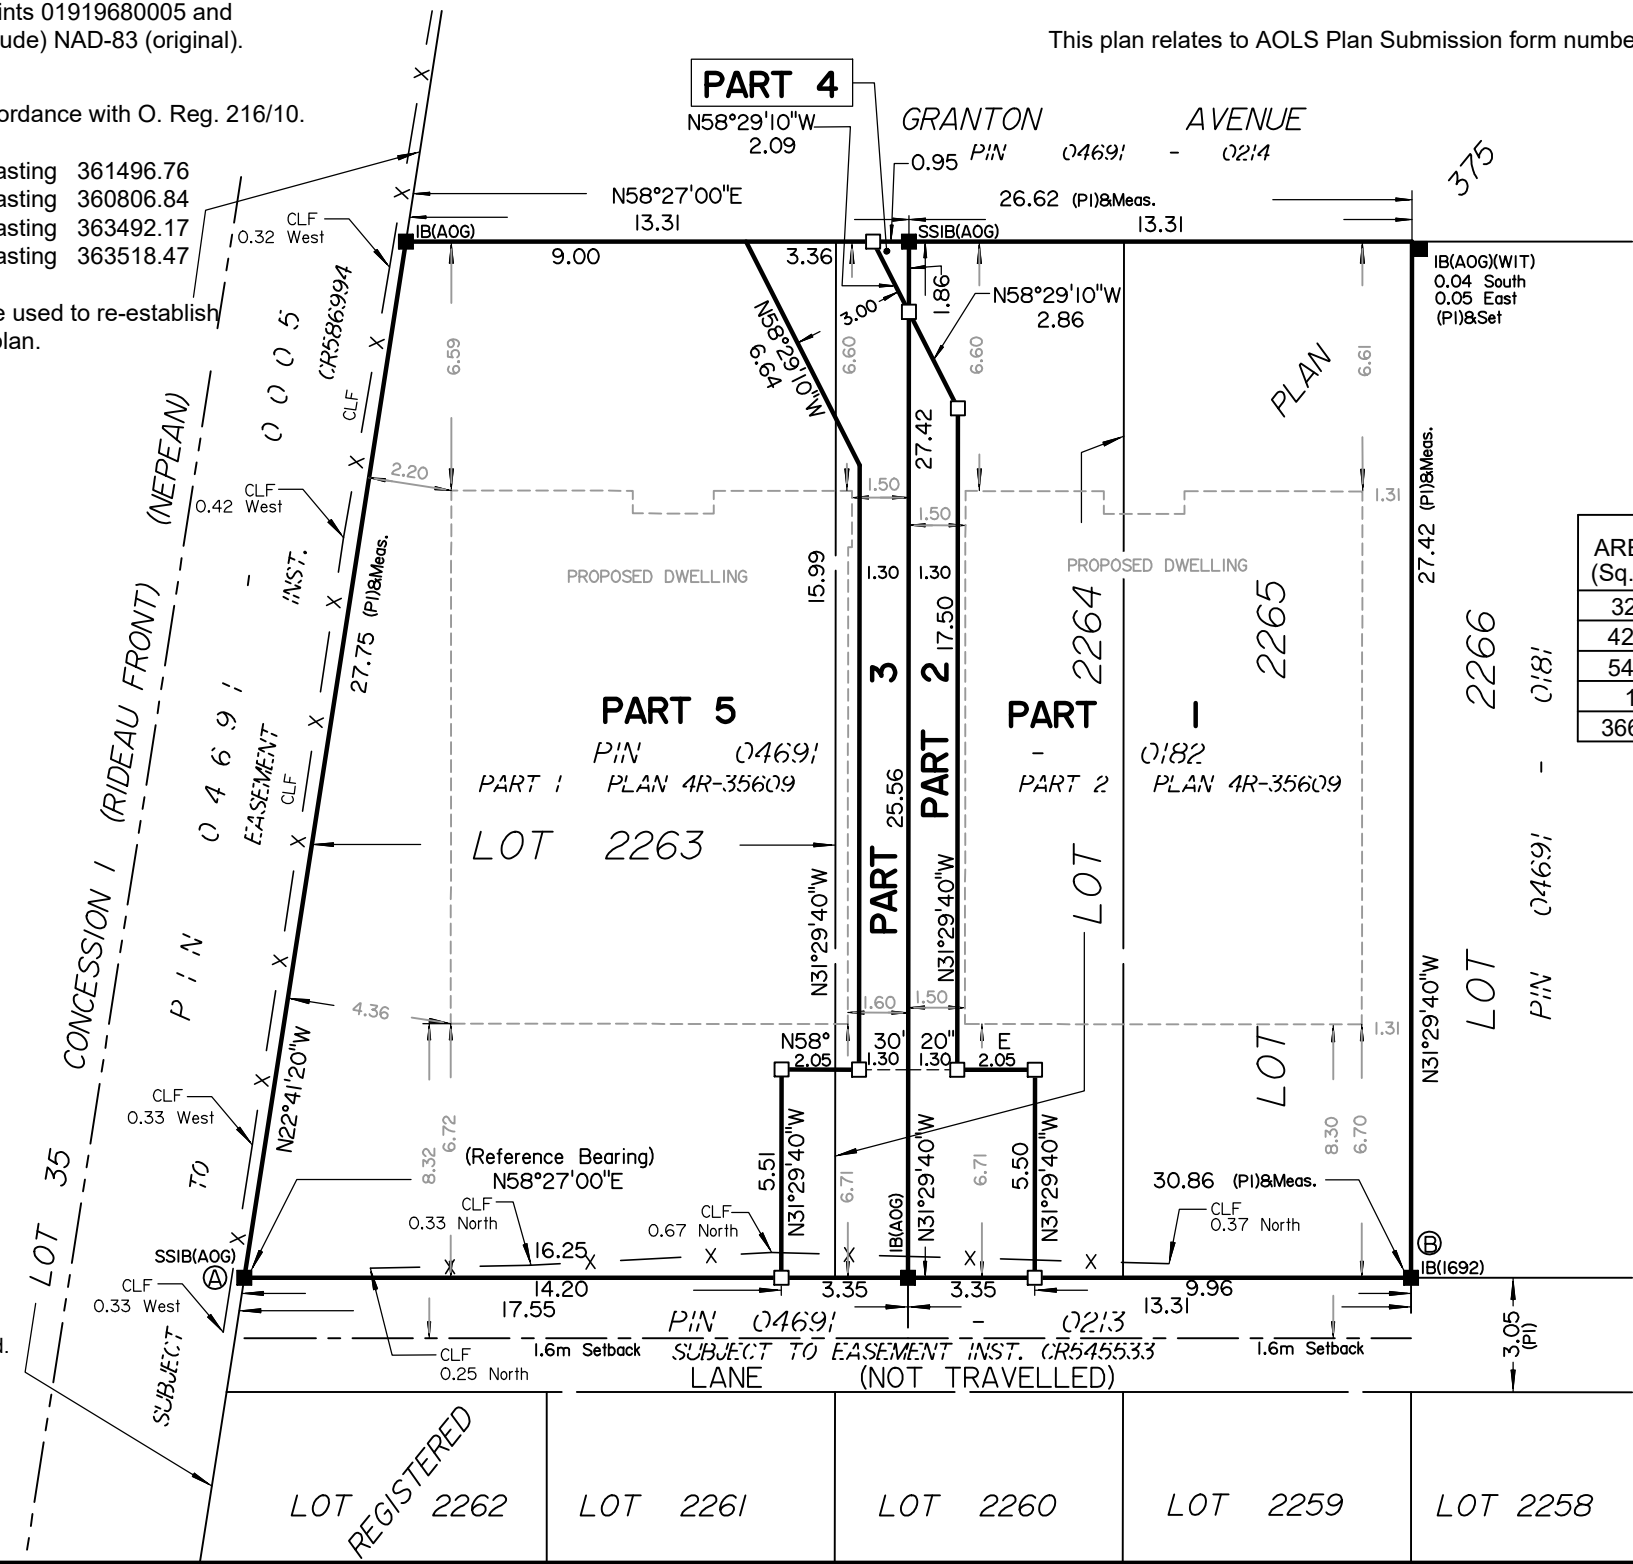 ints 01919680005 and
ude) NAD-83 (original).
This plan relates to AOLS Plan Submission form numbe
ordance with O. Reg. 216/10.
asting 361496.76
asting 360806.84
asting 363492.17
asting 363518.47
e used to re-establish
plan.
PART 4
N58°29'10"W
2.09
GRANTON AVENUE
PIN 04691 - 0214
0.95
375
N58°27'00"E
13.31
26.62 (P1)&Meas.
13.31
CLF
0.32 West
IB(AOG)
SSIB(AOG)
9.00
3.36
IB(AOG)(WIT)
0.04 South
0.05 East
(P1)&Set
1.86
3.00
N58°29'10"W
2.86
N58°29'10"W
6.64
6.59
6.60
6.60
6.61
PLAN
CR586994
0005
(NEPEAN)
CLF
27.42
27.42 (P1)&Meas.
2.20
CLF
0.42 West
1.50
1.50
1.31
INST.
-
15.99
PROPOSED DWELLING
1.30
1.30
PROPOSED DWELLING
ARE
(Sq.
32
42
54
1
366
27.75 (P1)&Meas.
17.50
2264
2265
2266
(RIDEAU FRONT)
PART 5
PART 3
PART 2
PART 1
PIN 04691 - 0182
PART 1 PLAN 4R-35609
PART 2 PLAN 4R-35609
04691
EASEMENT
CLF
25.56
LOT 2263
LOT
PIN 04691 - 0181
N31°29'40"W
N31°29'40"W
CONCESSION 1
PIN
LOT
N31°29'40"W
4.36
1.60
1.50
1.31
N58° 30' 20" E
2.05
1.30
1.30
2.05
LOT
N22°41'20"W
CLF
0.33 West
8.32
6.72
(Reference Bearing)
N58°27'00"E
5.51
N31°29'40"W
6.71
IB(AOG)
N31°29'40"W
6.71
5.50
N31°29'40"W
8.30
6.70
30.86 (P1)&Meas.
LOT 35
TO
CLF
0.33 North
CLF
0.67 North
CLF
0.37 North
16.25
SSIB(AOG)
A
B
IB(1692)
CLF
0.33 West
14.20
3.35
3.35
9.96
17.55
13.31
PIN 04691 - 0213
3.05
(P1)
d.
SUBJECT
CLF
0.25 North
1.6m Setback
SUBJECT TO EASEMENT INST. CR545533
1.6m Setback
LANE (NOT TRAVELLED)
REGISTERED
LOT 2262
LOT 2261
LOT 2260
LOT 2259
LOT 2258